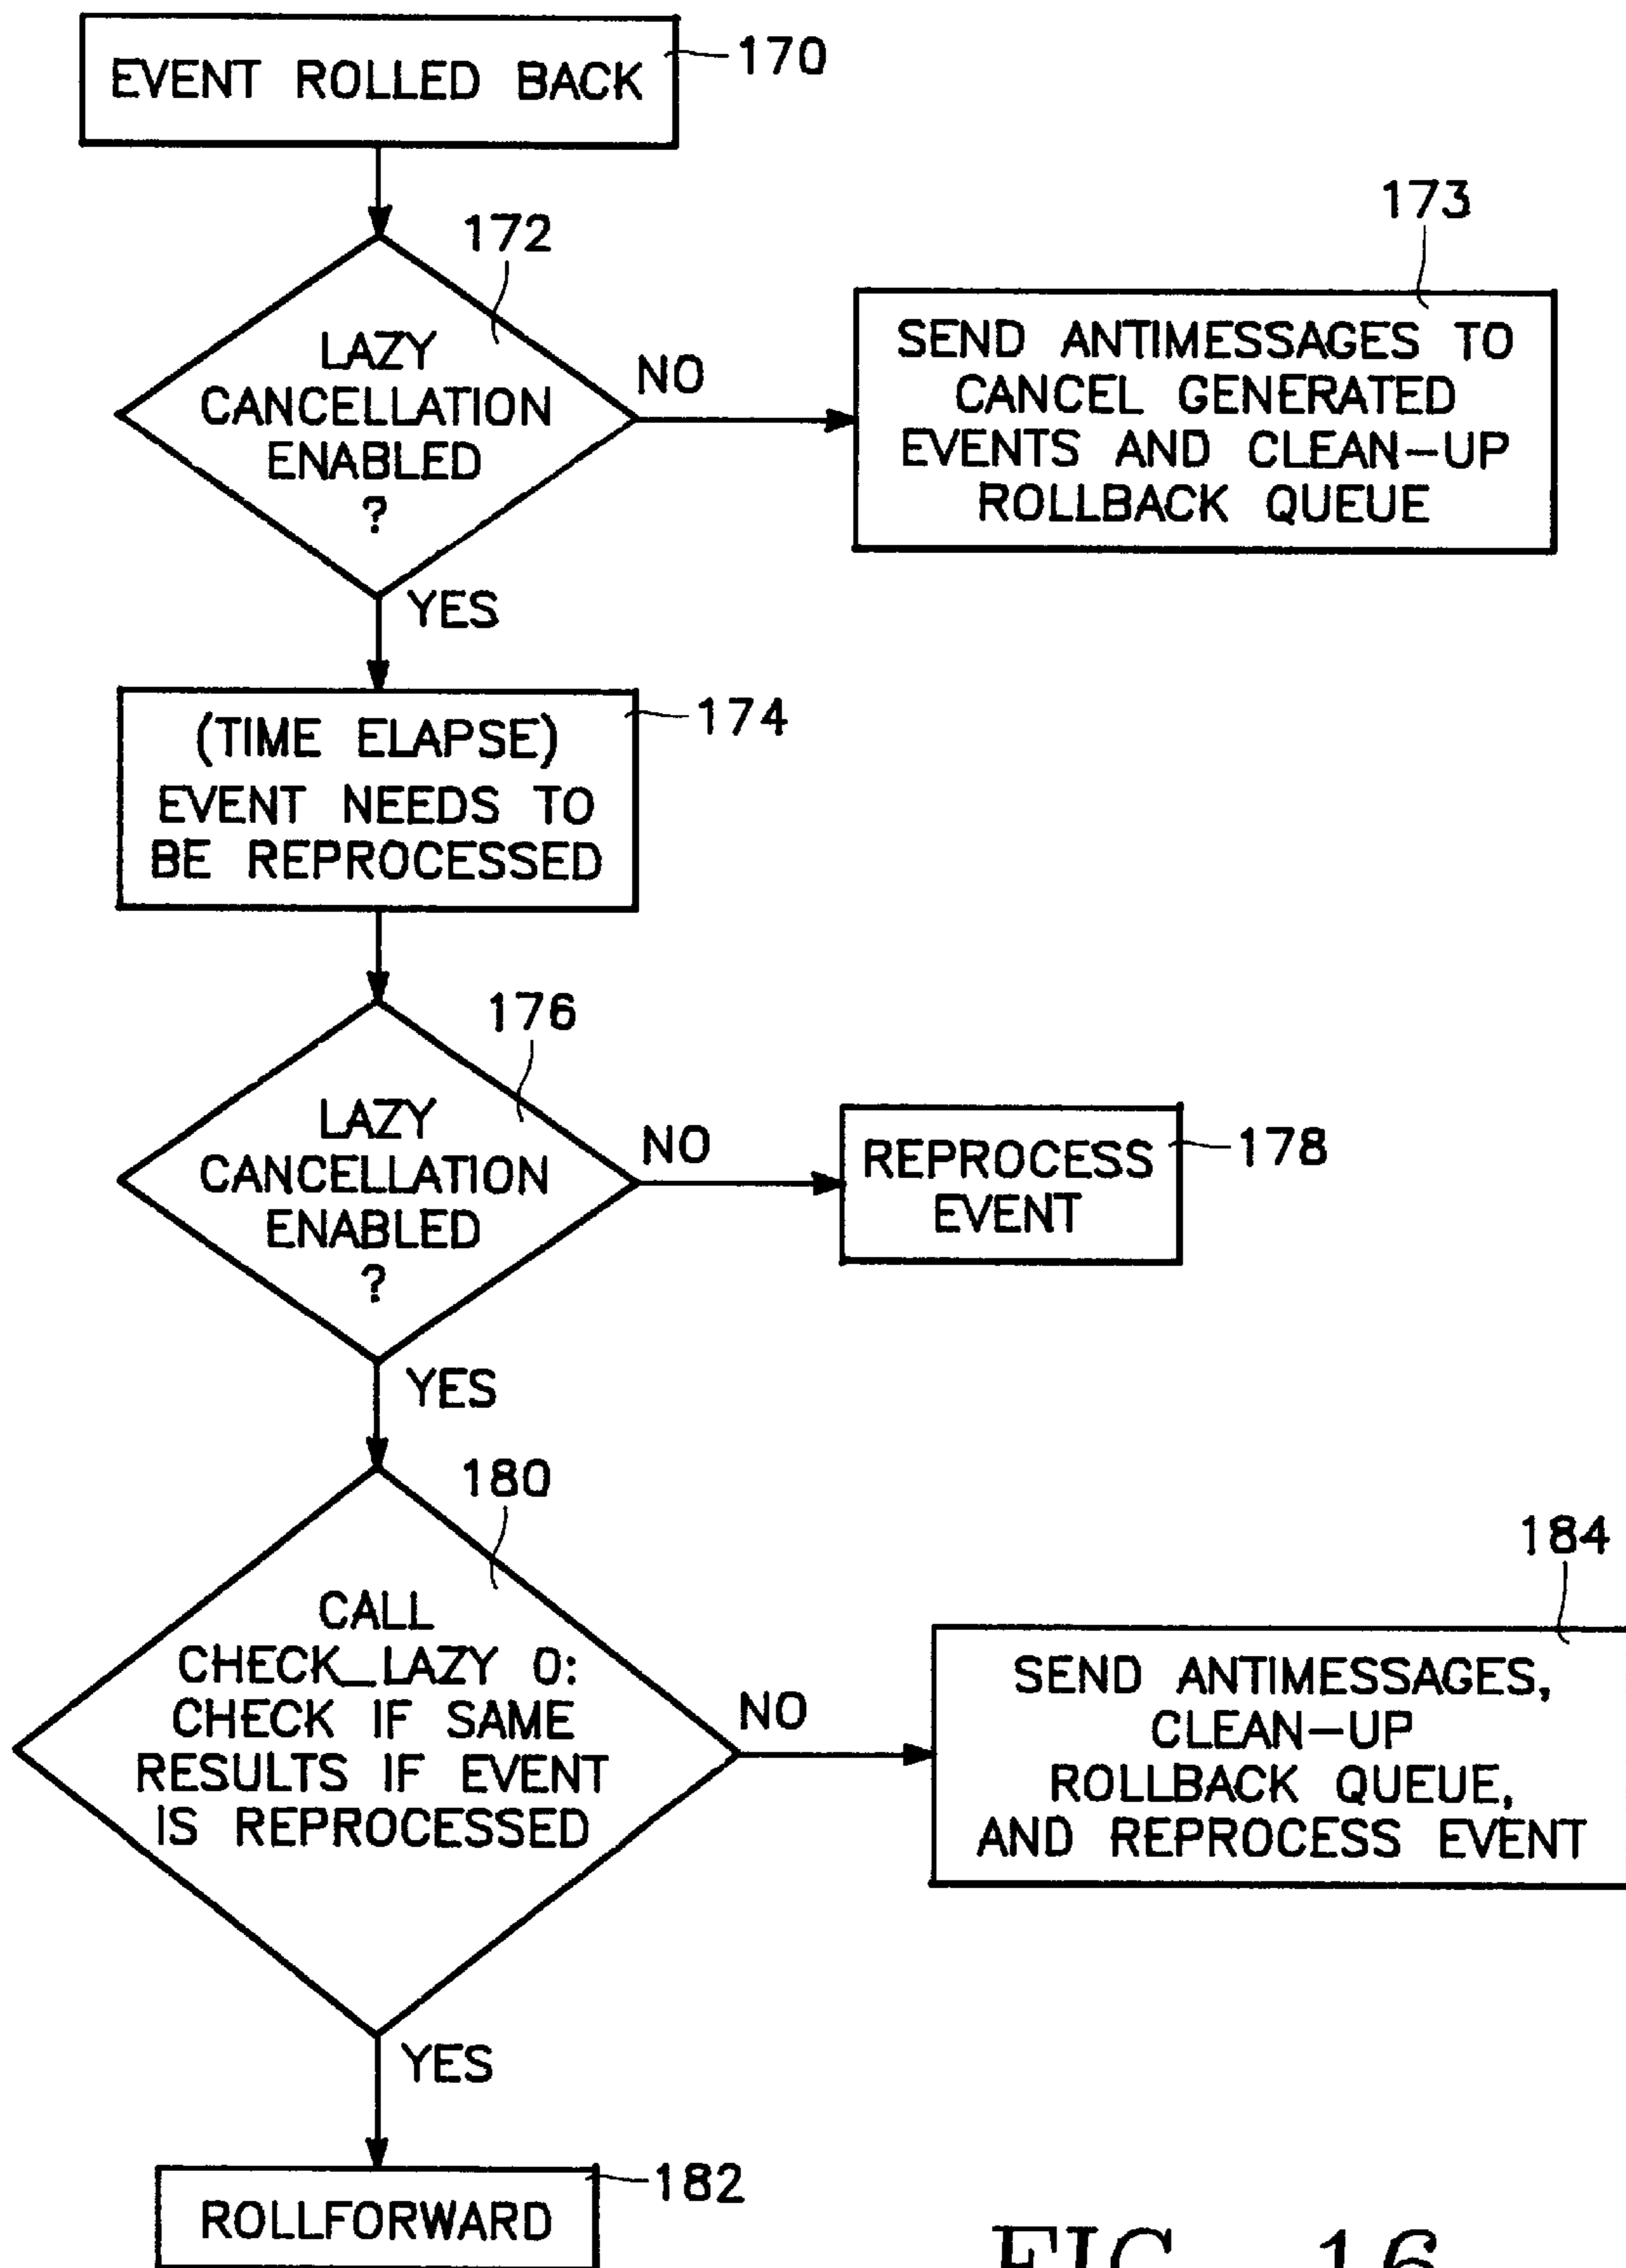 EVENT ROLLED BACK
170
172
LAZY
CANCELLATION
ENABLED
?
NO
173
SEND ANTIMESSAGES TO
CANCEL GENERATED
EVENTS AND CLEAN-UP
ROLLBACK QUEUE
YES
(TIME ELAPSE)
EVENT NEEDS TO
BE REPROCESSED
174
176
LAZY
CANCELLATION
ENABLED
?
NO
REPROCESS
EVENT
178
YES
180
CALL
CHECK_LAZY 0:
CHECK IF SAME
RESULTS IF EVENT
IS REPROCESSED
NO
184
SEND ANTIMESSAGES,
CLEAN-UP
ROLLBACK QUEUE,
AND REPROCESS EVENT
YES
ROLLFORWARD
182
FIG. 16